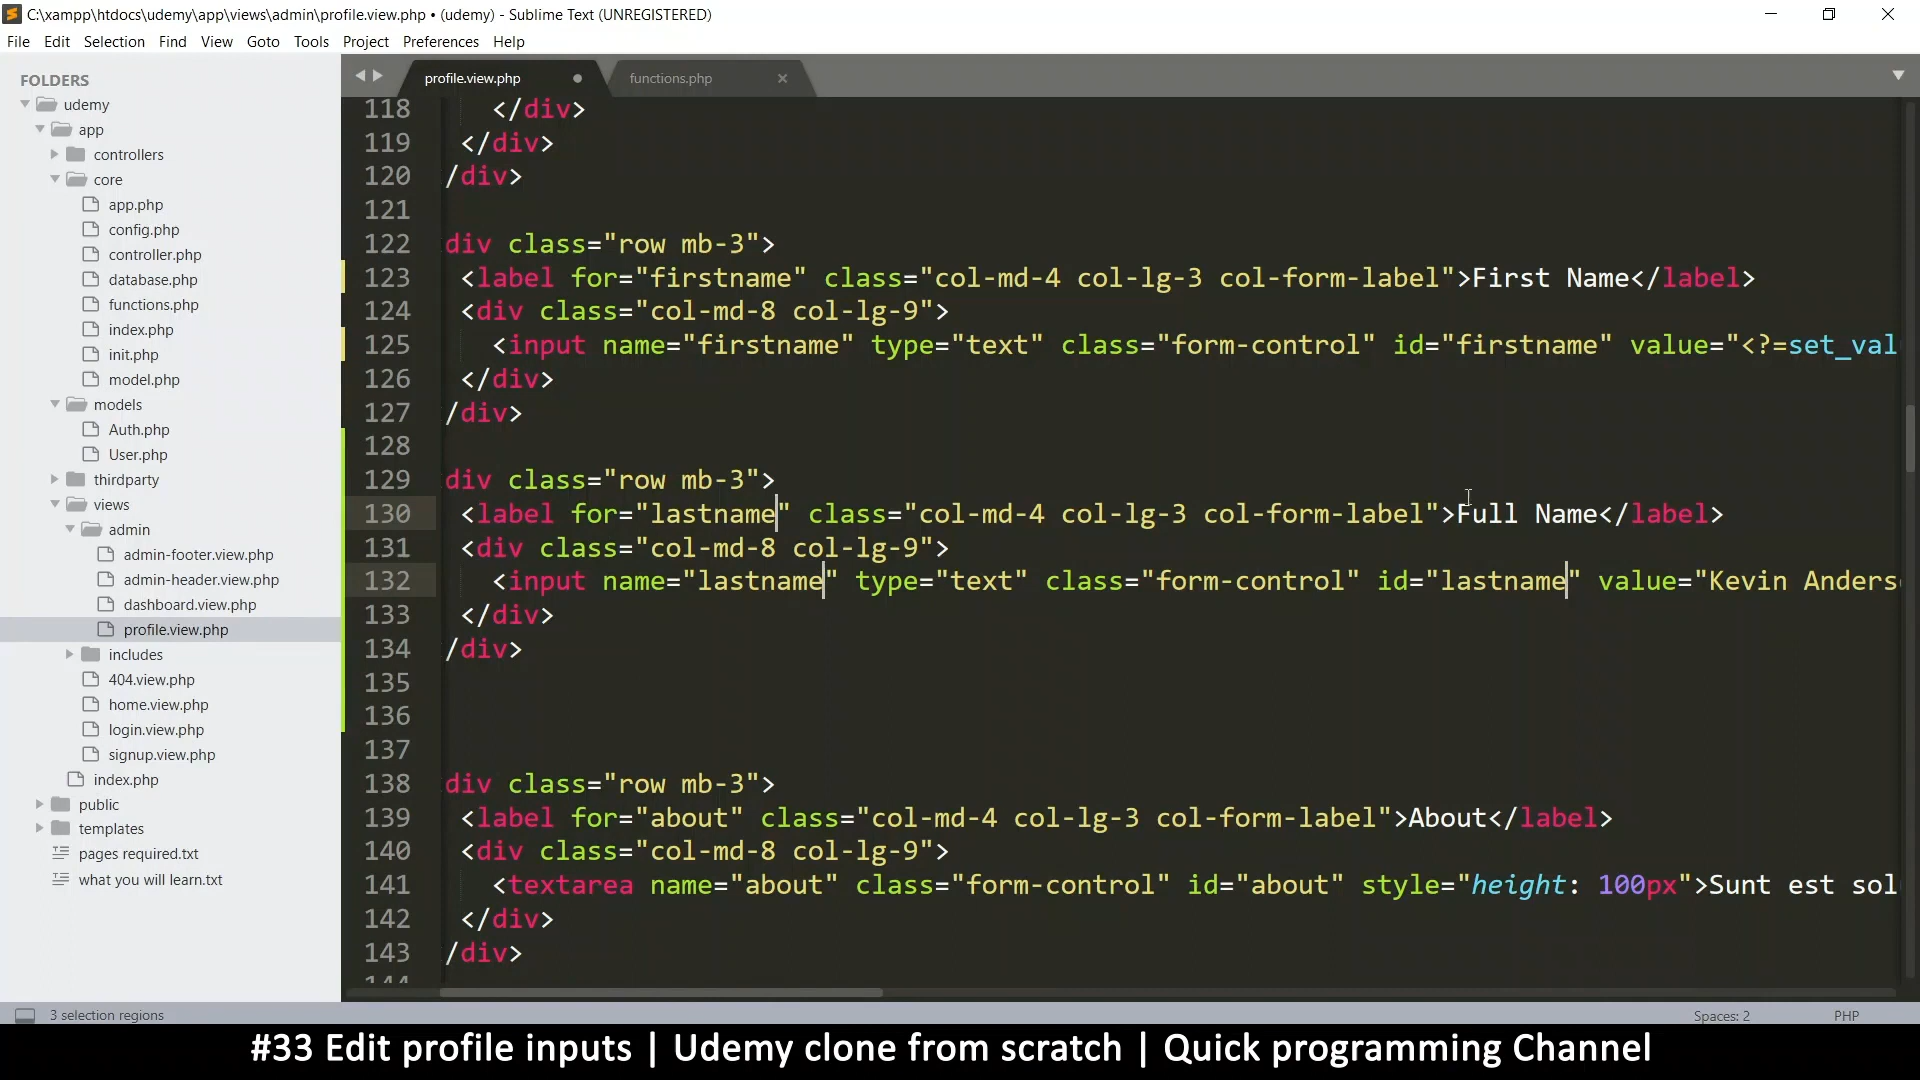 C:\xampp\htdocs\udemy\app\views\admin\profile.view.php • (udemy) - Sublime Text (UNREGISTERED)
File Edit Selection Find View Goto Tools Project Preferences Help
FOLDERS
udemy
app
controllers
core
app.php
config.php
controller.php
database.php
functions.php
index.php
init.php
model.php
models
Auth.php
User.php
thirdparty
views
admin
admin-footer.view.php
admin-header.view.php
dashboard.view.php
profile.view.php
includes
404.view.php
home.view.php
login.view.php
signup.view.php
index.php
public
templates
pages required.txt
what you will learn.txt
profile.view.php functions.php
118 </div>
119 </div>
120 /div>
121
122 div class="row mb-3">
123 <label for="firstname" class="col-md-4 col-lg-3 col-form-label">First Name</label>
124 <div class="col-md-8 col-lg-9">
125 <input name="firstname" type="text" class="form-control" id="firstname" value="<?=set_val
126 </div>
127 /div>
128
129 div class="row mb-3">
130 <label for="lastname" class="col-md-4 col-lg-3 col-form-label">Full Name</label>
131 <div class="col-md-8 col-lg-9">
132 <input name="lastname" type="text" class="form-control" id="lastname" value="Kevin Anders
133 </div>
134 /div>
135
136
137
138 div class="row mb-3">
139 <label for="about" class="col-md-4 col-lg-3 col-form-label">About</label>
140 <div class="col-md-8 col-lg-9">
141 <textarea name="about" class="form-control" id="about" style="height: 100px">Sunt est sol
142 </div>
143 /div>
3 selection regions Spaces: 2 PHP
#33 Edit profile inputs | Udemy clone from scratch | Quick programming Channel